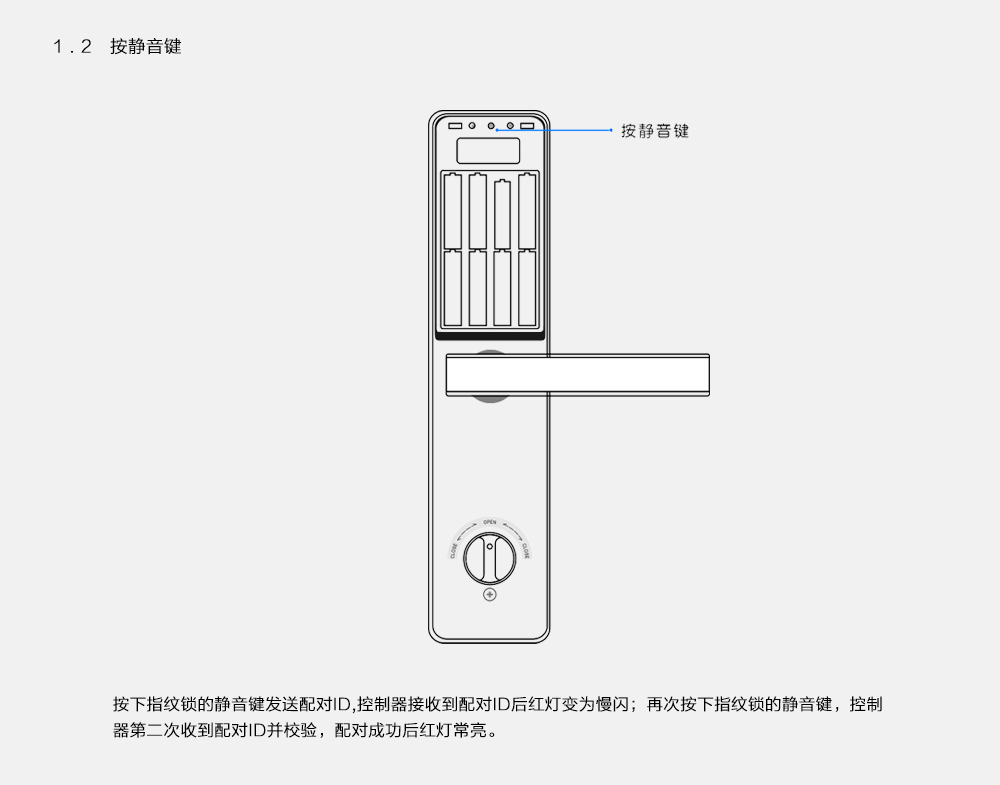 1.2 按静音键
按静音键
OPEN
CLOSE
CLOSE
按下指纹锁的静音键发送配对ID,控制器接收到配对ID后红灯变为慢闪；再次按下指纹锁的静音键，控制
器第二次收到配对ID并校验，配对成功后红灯常亮。